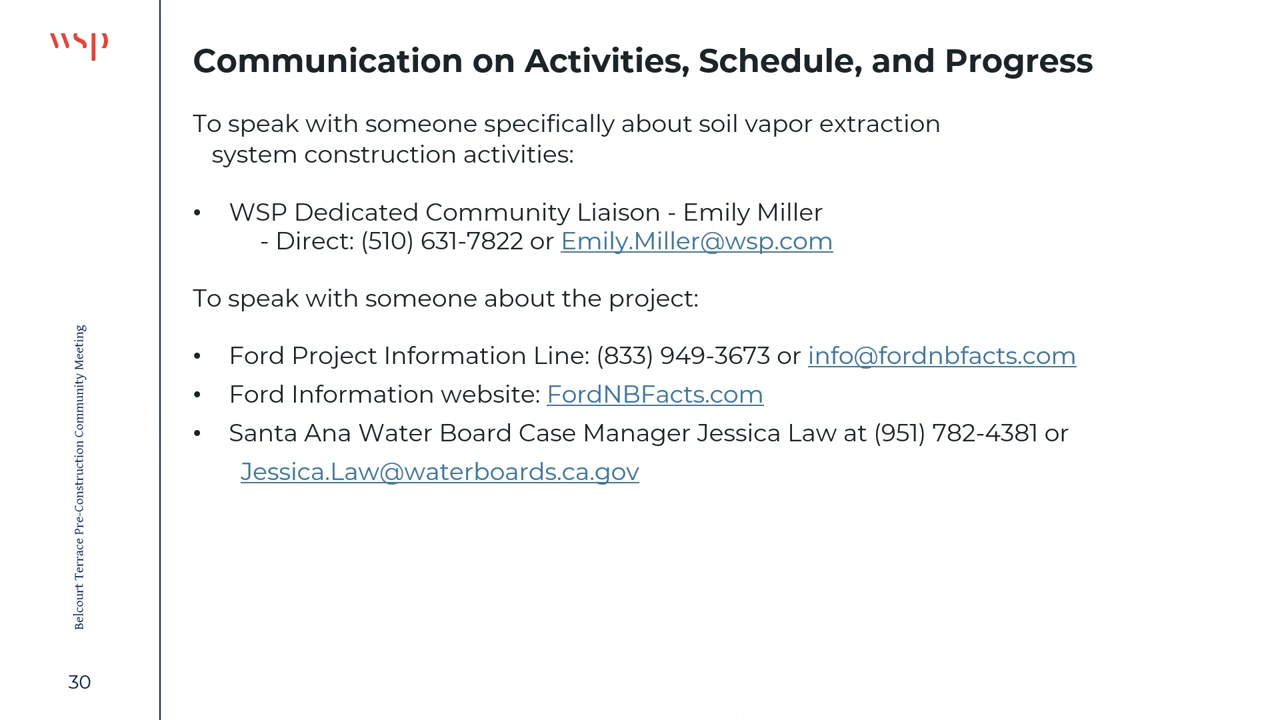 wsp
Communication on Activities, Schedule, and Progress
To speak with someone specifically about soil vapor extraction
system construction activities:
• WSP Dedicated Community Liaison - Emily Miller
- Direct: (510) 631-7822 or Emily.Miller@wsp.com
To speak with someone about the project:
• Ford Project Information Line: (833) 949-3673 or info@fordnbfacts.com
• Ford Information website: FordNBFacts.com
• Santa Ana Water Board Case Manager Jessica Law at (951) 782-4381 or
Jessica.Law@waterboards.ca.gov
Belcourt Terrace Pre-Construction Community Meeting
30